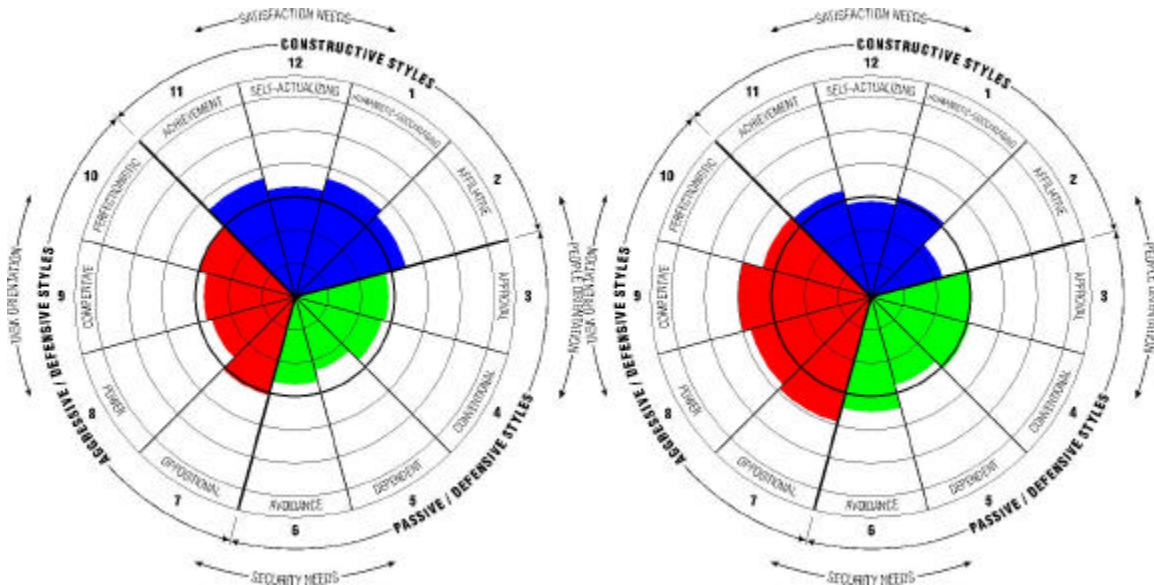 SATISFACTION NEEDS
CONSTRUCTIVE STYLES
12
SELF-ACTUALIZING
1
HUMANISTIC-ENCOURAGING
2
AFFILIATIVE
PEOPLE ORIENTATION
3
APPROVAL
4
CONVENTIONAL
PASSIVE / DEFENSIVE STYLES
5
DEPENDENT
6
AVOIDANCE
SECURITY NEEDS
7
OPPOSITIONAL
8
POWER
AGGRESSIVE / DEFENSIVE STYLES
9
COMPETITIVE
TASK ORIENTATION
10
PERFECTIONISTIC
11
ACHIEVEMENT
SATISFACTION NEEDS
CONSTRUCTIVE STYLES
12
SELF-ACTUALIZING
1
HUMANISTIC-ENCOURAGING
2
AFFILIATIVE
PEOPLE ORIENTATION
3
APPROVAL
4
CONVENTIONAL
PASSIVE / DEFENSIVE STYLES
5
DEPENDENT
6
AVOIDANCE
SECURITY NEEDS
7
OPPOSITIONAL
8
POWER
AGGRESSIVE / DEFENSIVE STYLES
9
COMPETITIVE
TASK ORIENTATION
10
PERFECTIONISTIC
11
ACHIEVEMENT